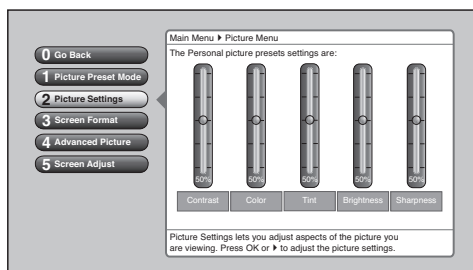 0 Go Back
1 Picture Preset Mode
2 Picture Settings
3 Screen Format
4 Advanced Picture
5 Screen Adjust
Main Menu ▶ Picture Menu
The Personal picture presets settings are:
50% 50% 50% 50% 50%
Contrast Color Tint Brightness Sharpness
Picture Settings lets you adjust aspects of the picture you
are viewing. Press OK or ▶ to adjust the picture settings.